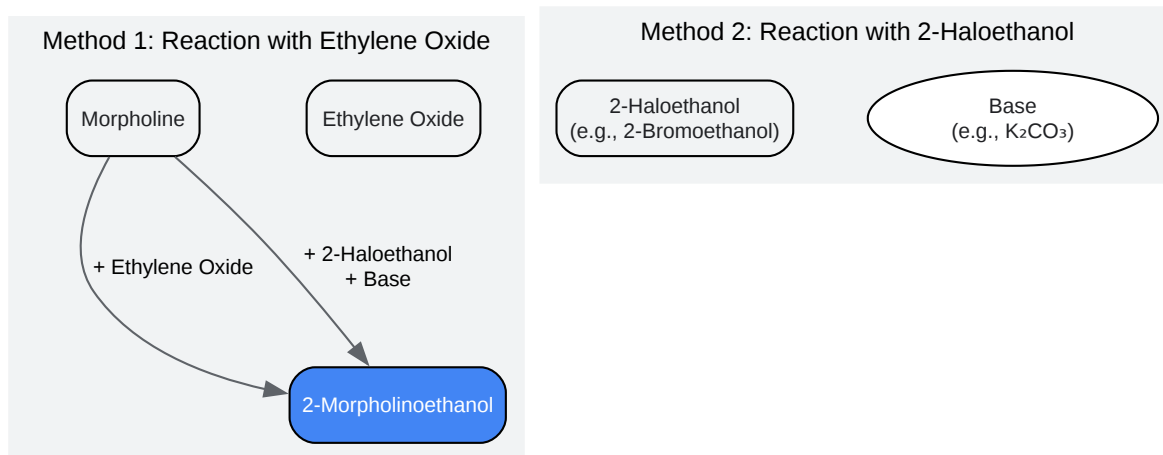 Method 1: Reaction with Ethylene Oxide
Morpholine
Ethylene Oxide
+ Ethylene Oxide
+ 2-Haloethanol
+ Base
2-Morpholinoethanol
Method 2: Reaction with 2-Haloethanol
2-Haloethanol
(e.g., 2-Bromoethanol)
Base
(e.g., K₂CO₃)